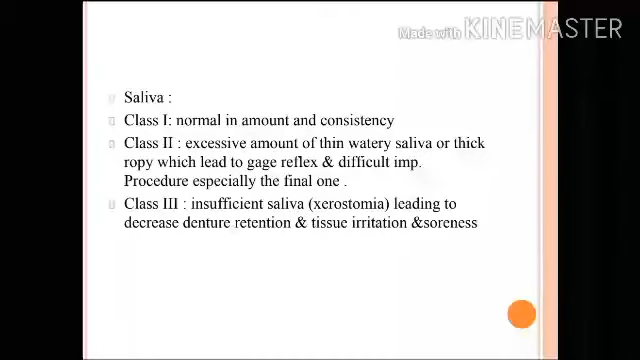 Made with KINEMASTER
Saliva :
Class I: normal in amount and consistency
Class II : excessive amount of thin watery saliva or thick
ropy which lead to gage reflex & difficult imp.
Procedure especially the final one .
Class III : insufficient saliva (xerostomia) leading to
decrease denture retention & tissue irritation &soreness